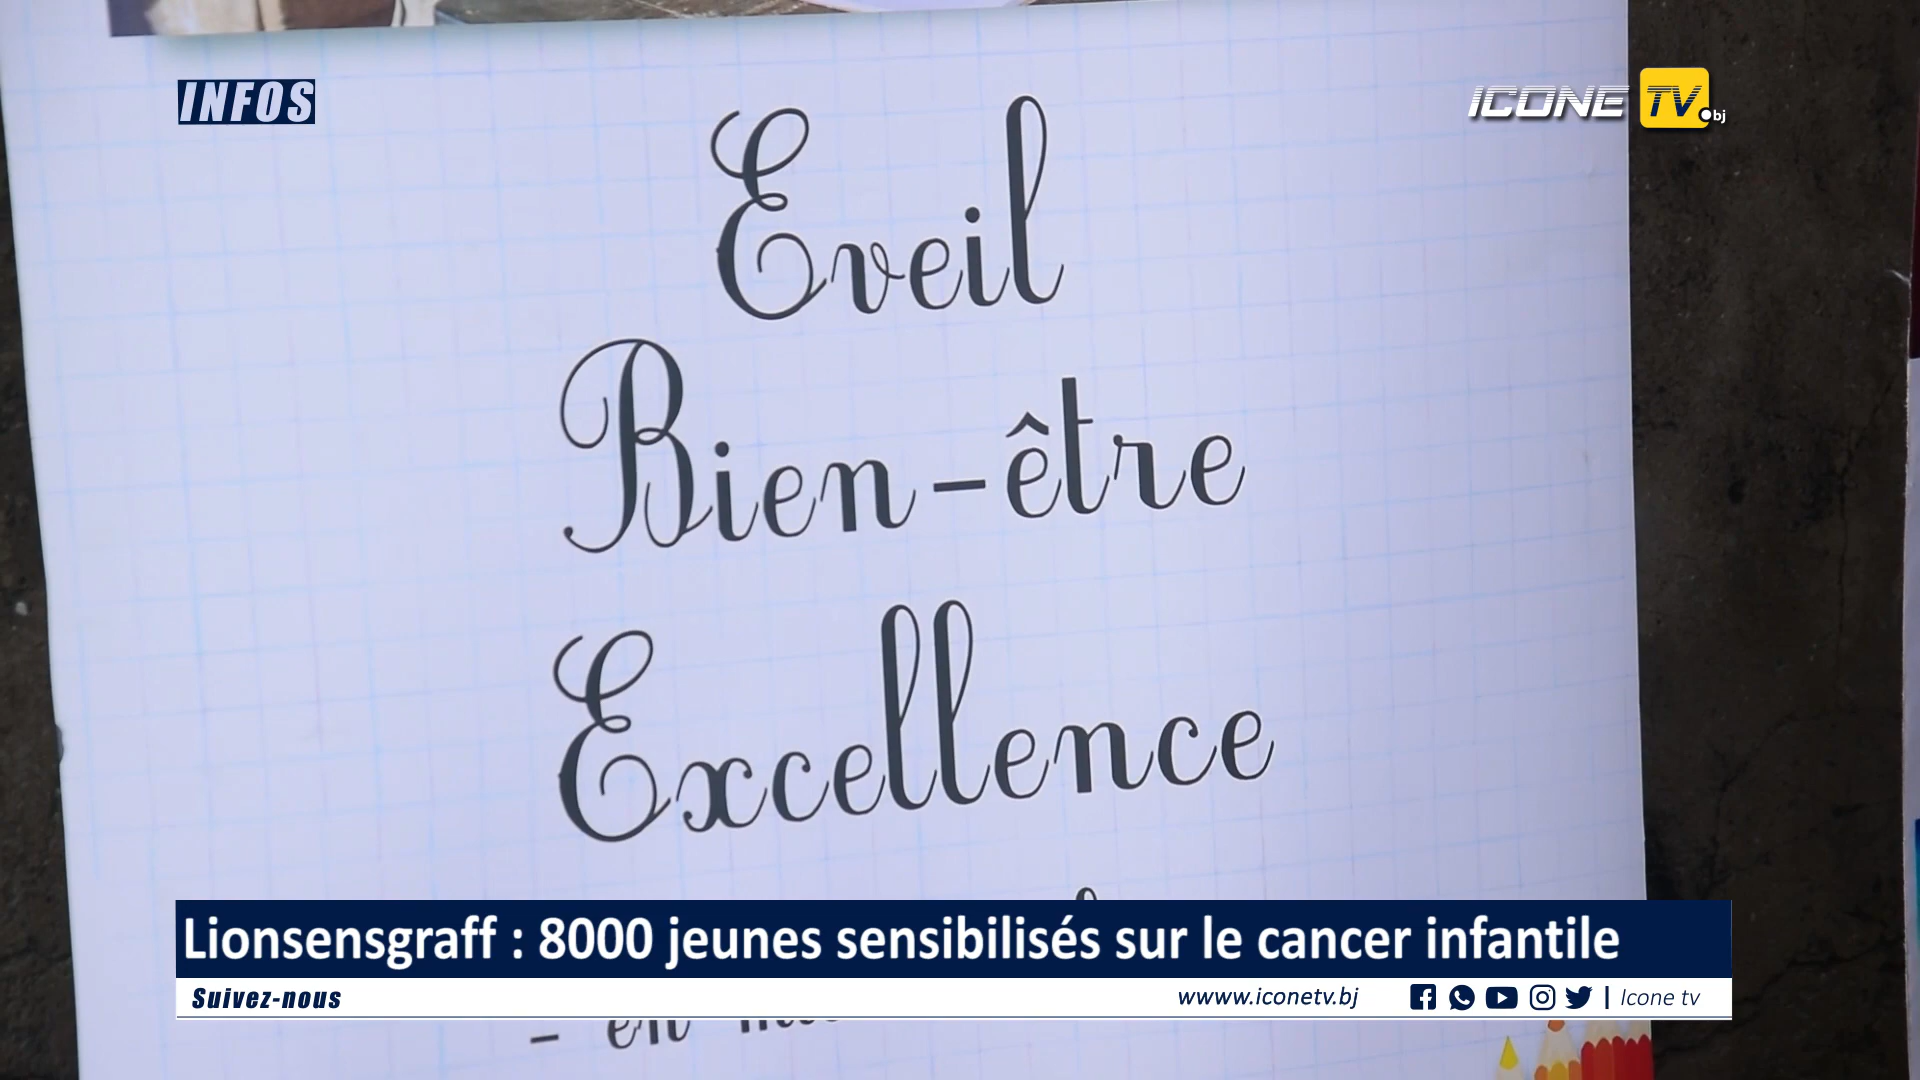 INFOS
ICONE TV.bj
Eveil
Bien-être
Excellence
Lionsensgraff : 8000 jeunes sensibilisés sur le cancer infantile
Suivez-nous
wwww.iconetv.bj
| Icone tv
- en